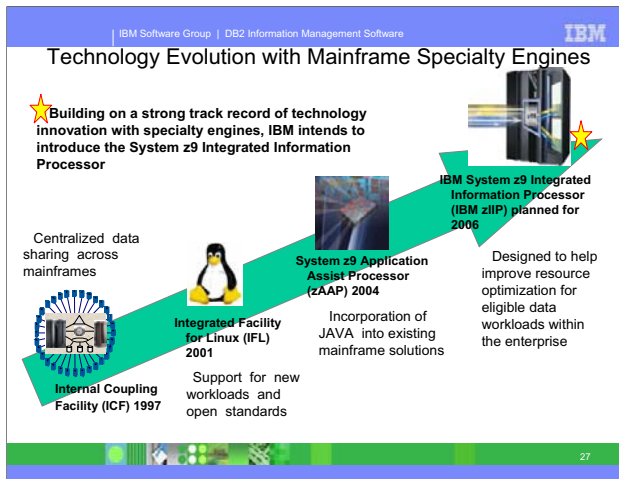 IBM Software Group | DB2 Information Management Software
IBM
Technology Evolution with Mainframe Specialty Engines
Building on a strong track record of technology
innovation with specialty engines, IBM intends to
introduce the System z9 Integrated Information
Processor
IBM System z9 Integrated
Information Processor
(IBM zIIP) planned for
2006
Designed to help
improve resource
optimization for
eligible data
workloads within
the enterprise
System z9 Application
Assist Processor
(zAAP) 2004
Incorporation of
JAVA into existing
mainframe solutions
Centralized data
sharing across
mainframes
Integrated Facility
for Linux (IFL)
2001
Support for new
workloads and
open standards
Internal Coupling
Facility (ICF) 1997
27